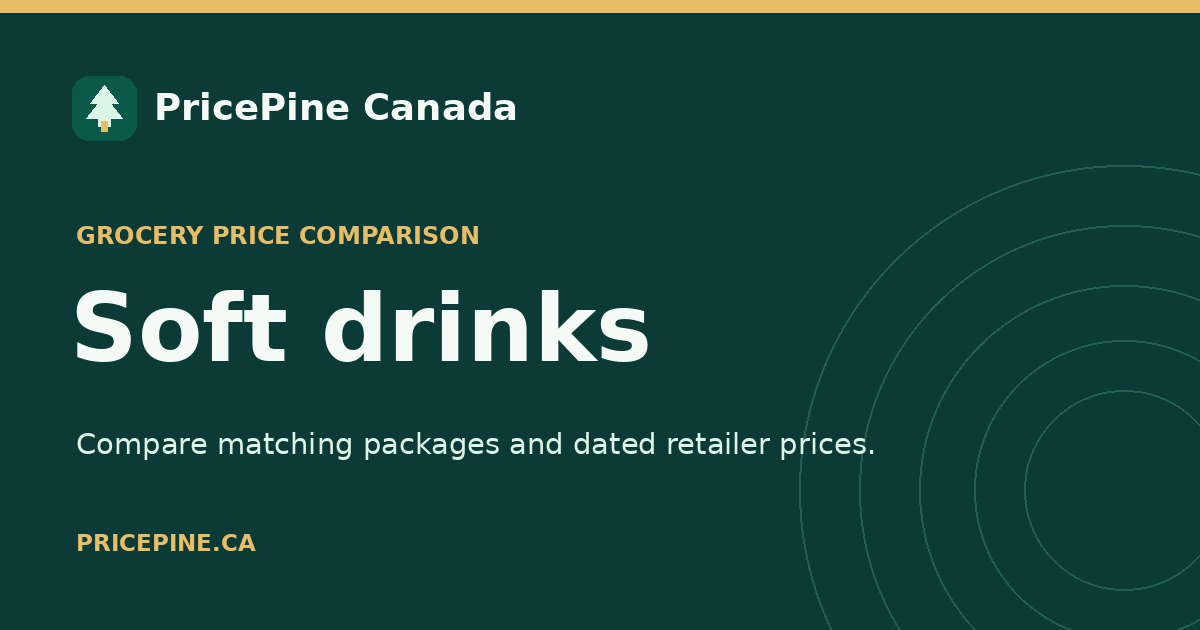 PricePine Canada
GROCERY PRICE COMPARISON
Soft drinks
Compare matching packages and dated retailer prices.
PRICEPINE.CA